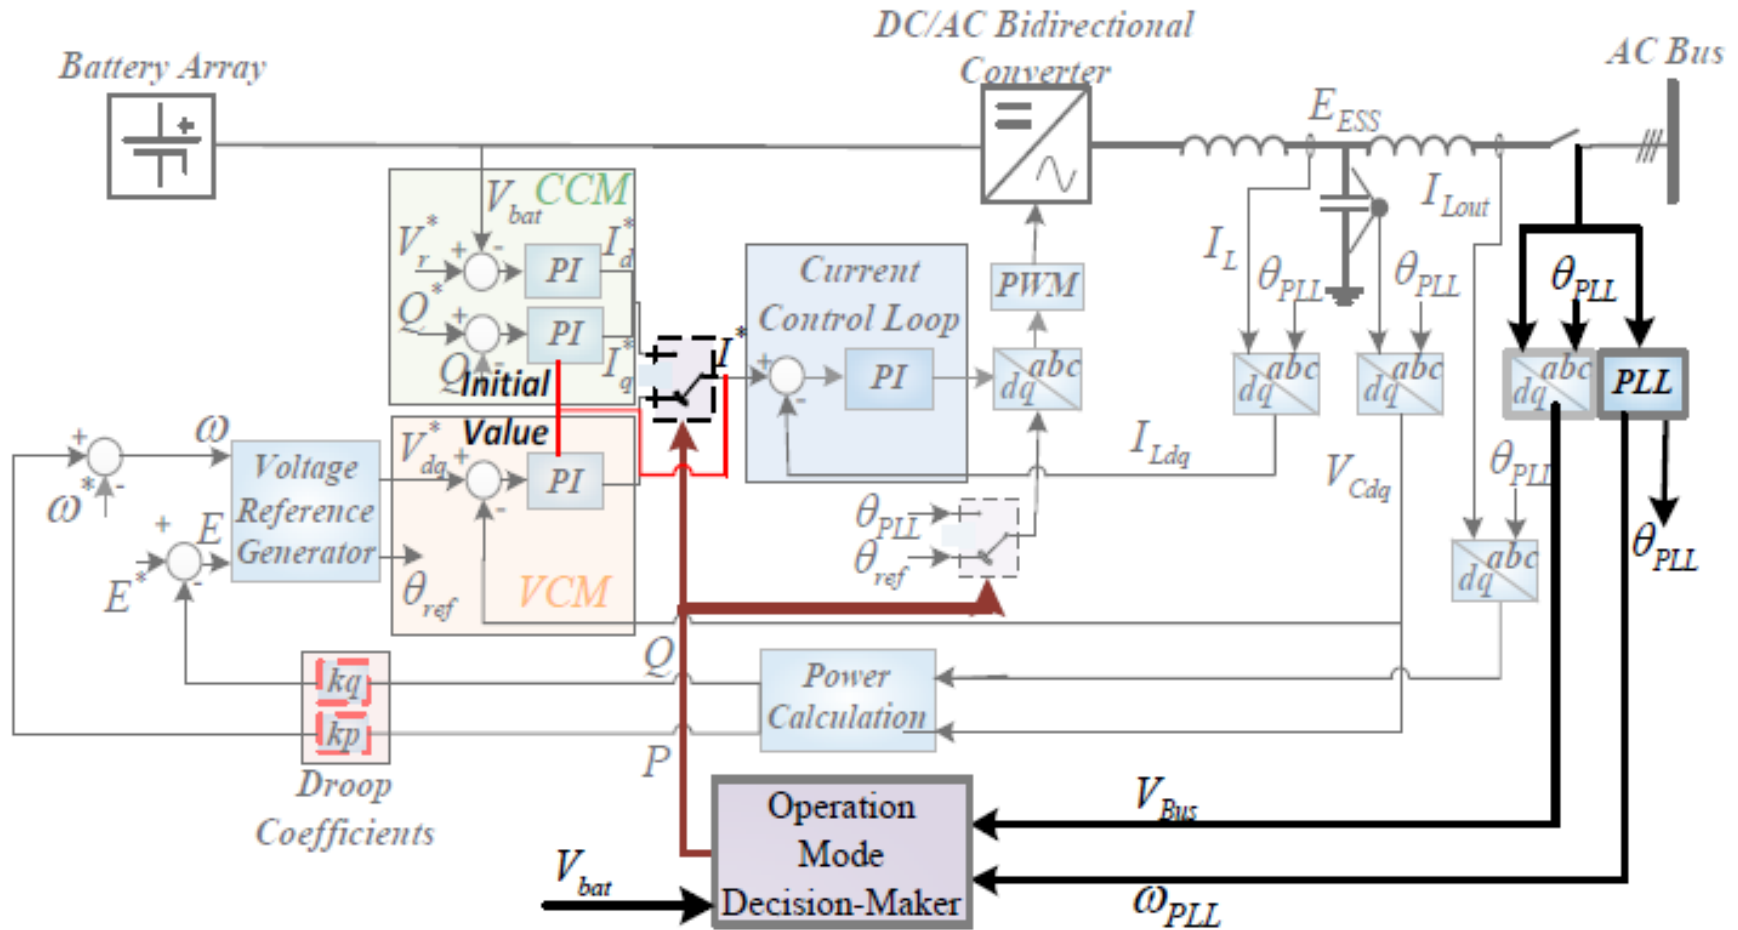 DC/AC Bidirectional
Converter
Battery Array
AC Bus
E_ESS
CCM
V_bat
V_r^*
+
-
PI
I_d^*
Q^*
+
-
PI
I_q^*
Q
Initial
Value
I^*
Current
Control Loop
+
-
PI
PWM
abc
dq
I_L
θ_PLL
abc
dq
θ_PLL
abc
dq
I_Lout
θ_PLL
abc
dq
PLL
θ_PLL
θ_PLL
abc
dq
I_Ldq
V_Cdq
ω
+
-
ω^*
Voltage
Reference
Generator
V_dq^*
+
-
PI
VCM
θ_ref
E
+
-
E^*
θ_PLL
θ_ref
kq
kp
Droop
Coefficients
Q
P
Power
Calculation
Operation
Mode
Decision-Maker
V_Bus
ω_PLL
V_bat